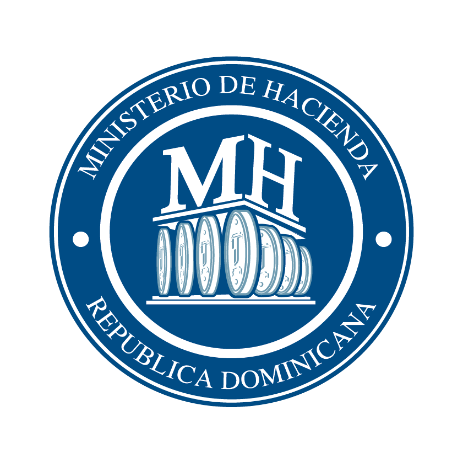 MINISTERIO DE HACIENDA
MH
REPUBLICA DOMINICANA